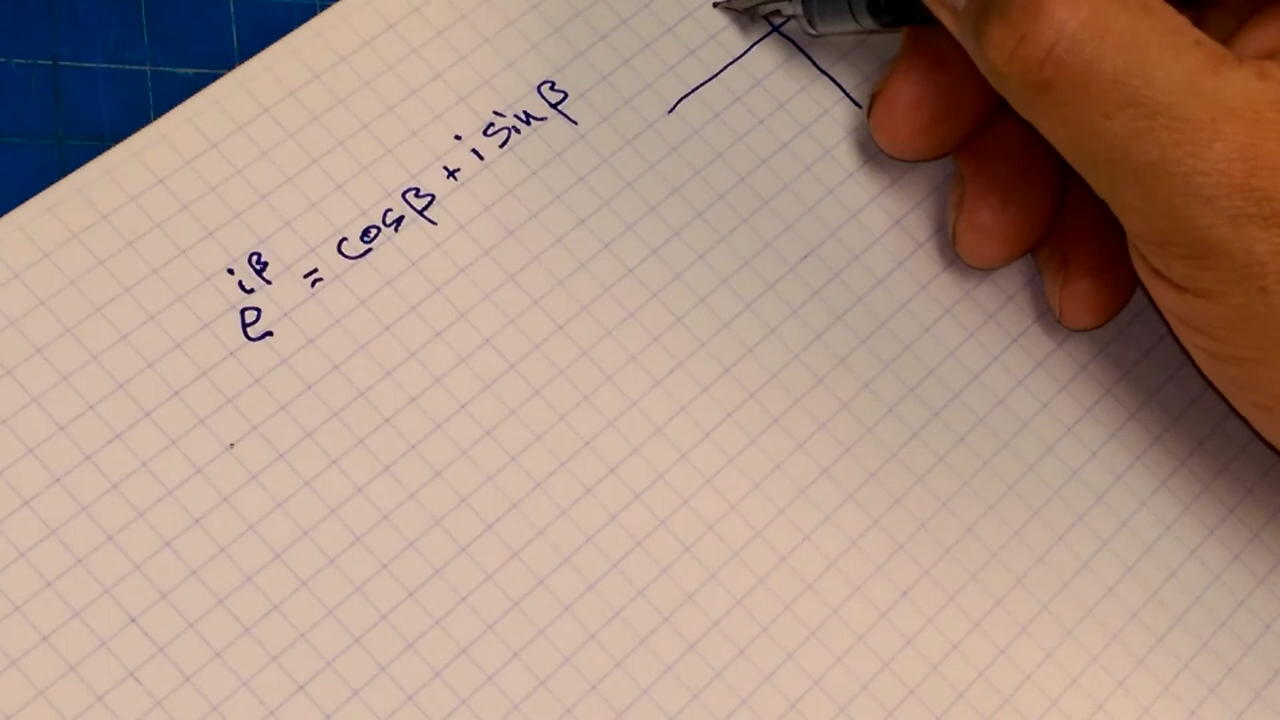 e^{iβ} = cosβ + i sinβ